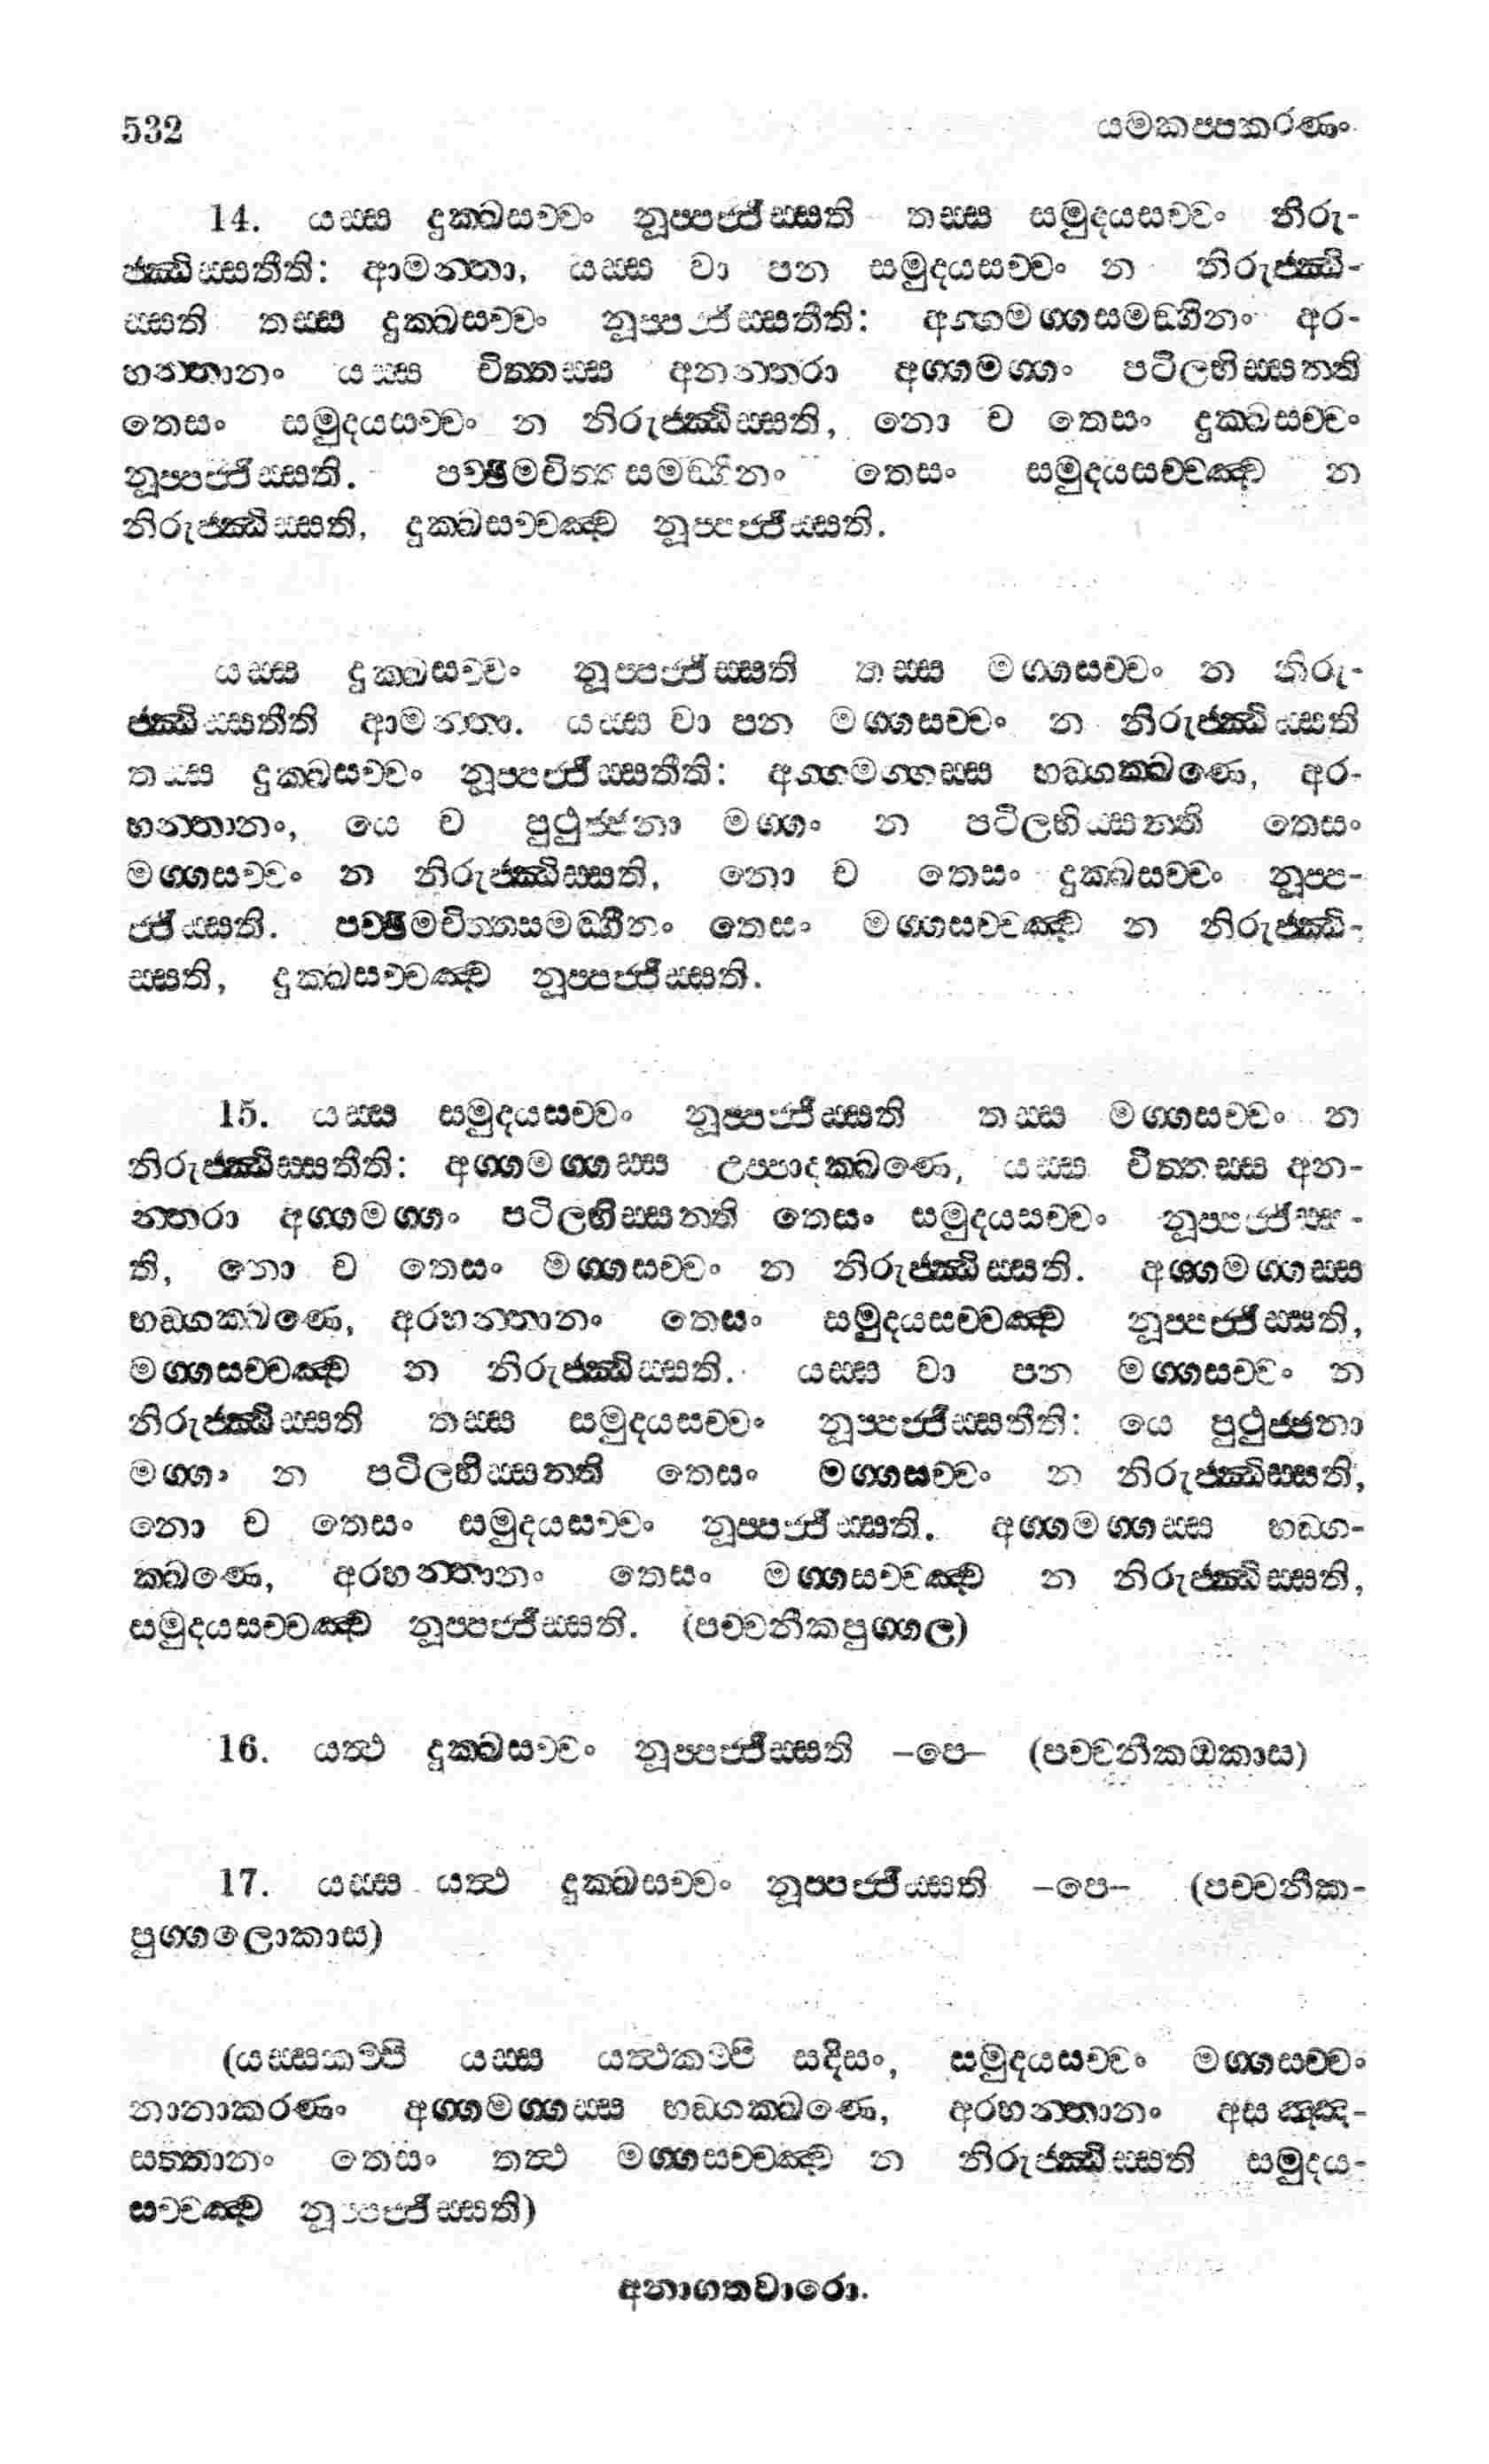 532 යමකප්පකරණං
14. යස්ස දුක්ඛසච්චං නූප්පජ්ජිස්සති තස්ස සමුදයසච්චං නිරු-
ජ්ඣිස්සතීති: ආමන්තා, යස්ස වා පන සමුදයසච්චං න නිරුජ්ඣි-
ස්සති තස්ස දුක්ඛසච්චං නූප්පජ්ජිස්සතීති: අග්ගමග්ගසමඞ්ගීනං අර-
හන්තානං යස්ස චිත්තස්ස අනන්තරා අග්ගමග්ගං පටිලභිස්සන්ති
තෙසං සමුදයසච්චං න නිරුජ්ඣිස්සති, නො ච තෙසං දුක්ඛසච්චං
නූප්පජ්ජිස්සති. පච්ඡිමචිත්තසමඞ්ගීනං තෙසං සමුදයසච්චඤ්ච න
නිරුජ්ඣිස්සති, දුක්ඛසච්චඤ්ච නූප්පජ්ජිස්සති.
යස්ස දුක්ඛසච්චං නූප්පජ්ජිස්සති තස්ස මග්ගසච්චං න නිරු-
ජ්ඣිස්සතීති ආමන්තා. යස්ස වා පන මග්ගසච්චං න නිරුජ්ඣිස්සති
තස්ස දුක්ඛසච්චං නූප්පජ්ජිස්සතීති: අග්ගමග්ගස්ස භඞ්ගක්ඛණෙ, අර-
හන්තානං, යෙ ච පුථුජ්ජනා මග්ගං න පටිලභිස්සන්ති තෙසං
මග්ගසච්චං න නිරුජ්ඣිස්සති, නො ච තෙසං දුක්ඛසච්චං නූප්ප-
ජ්ජිස්සති. පච්ඡිමචිත්තසමඞ්ගීනං තෙසං මග්ගසච්චඤ්ච න නිරුජ්ඣි-
ස්සති, දුක්ඛසච්චඤ්ච නූප්පජ්ජිස්සති.
15. යස්ස සමුදයසච්චං නූප්පජ්ජිස්සති තස්ස මග්ගසච්චං න
නිරුජ්ඣිස්සතීති: අග්ගමග්ගස්ස උප්පාදක්ඛණෙ, යස්ස චිත්තස්ස අන-
න්තරා අග්ගමග්ගං පටිලභිස්සන්ති තෙසං සමුදයසච්චං නූප්පජ්ජිස්ස-
ති, නො ච තෙසං මග්ගසච්චං න නිරුජ්ඣිස්සති. අග්ගමග්ගස්ස
භඞ්ගක්ඛණෙ, අරහන්තානං තෙසං සමුදයසච්චඤ්ච නූප්පජ්ජිස්සති,
මග්ගසච්චඤ්ච න නිරුජ්ඣිස්සති. යස්ස වා පන මග්ගසච්චං න
නිරුජ්ඣිස්සති තස්ස සමුදයසච්චං නූප්පජ්ජිස්සතීති: යෙ පුථුජ්ජනා
මග්ගං න පටිලභිස්සන්ති තෙසං මග්ගසච්චං න නිරුජ්ඣිස්සති,
නො ච තෙසං සමුදයසච්චං නූප්පජ්ජිස්සති. අග්ගමග්ගස්ස භඞ්ග-
ක්ඛණෙ, අරහන්තානං තෙසං මග්ගසච්චඤ්ච න නිරුජ්ඣිස්සති,
සමුදයසච්චඤ්ච නූප්පජ්ජිස්සති. (පච්චනීකපුග්ගල)
16. යත්ථ දුක්ඛසච්චං නූප්පජ්ජිස්සති –පෙ– (පච්චනීකඔකාස)
17. යස්ස යත්ථ දුක්ඛසච්චං නූප්පජ්ජිස්සති –පෙ– (පච්චනීක-
පුග්ගලොකාස)
(යස්සකම්පි යස්ස යත්ථකම්පි සදිසං, සමුදයසච්චං මග්ගසච්චං
නානාකරණං අග්ගමග්ගස්ස භඞ්ගක්ඛණෙ, අරහන්තානං අසඤ්ඤ-
සත්තානං තෙසං තත්ථ මග්ගසච්චඤ්ච න නිරුජ්ඣිස්සති සමුදය-
සච්චඤ්ච නූප්පජ්ජිස්සති)
අනාගතවාරො.